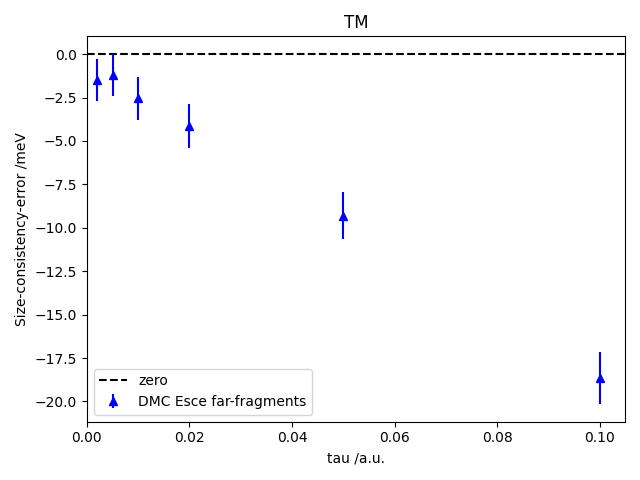 TM
Size-consistency-error /meV
0.0
−2.5
−5.0
−7.5
−10.0
−12.5
−15.0
−17.5
−20.0
zero
DMC Esce far-fragments
0.00 0.02 0.04 0.06 0.08 0.10
tau /a.u.